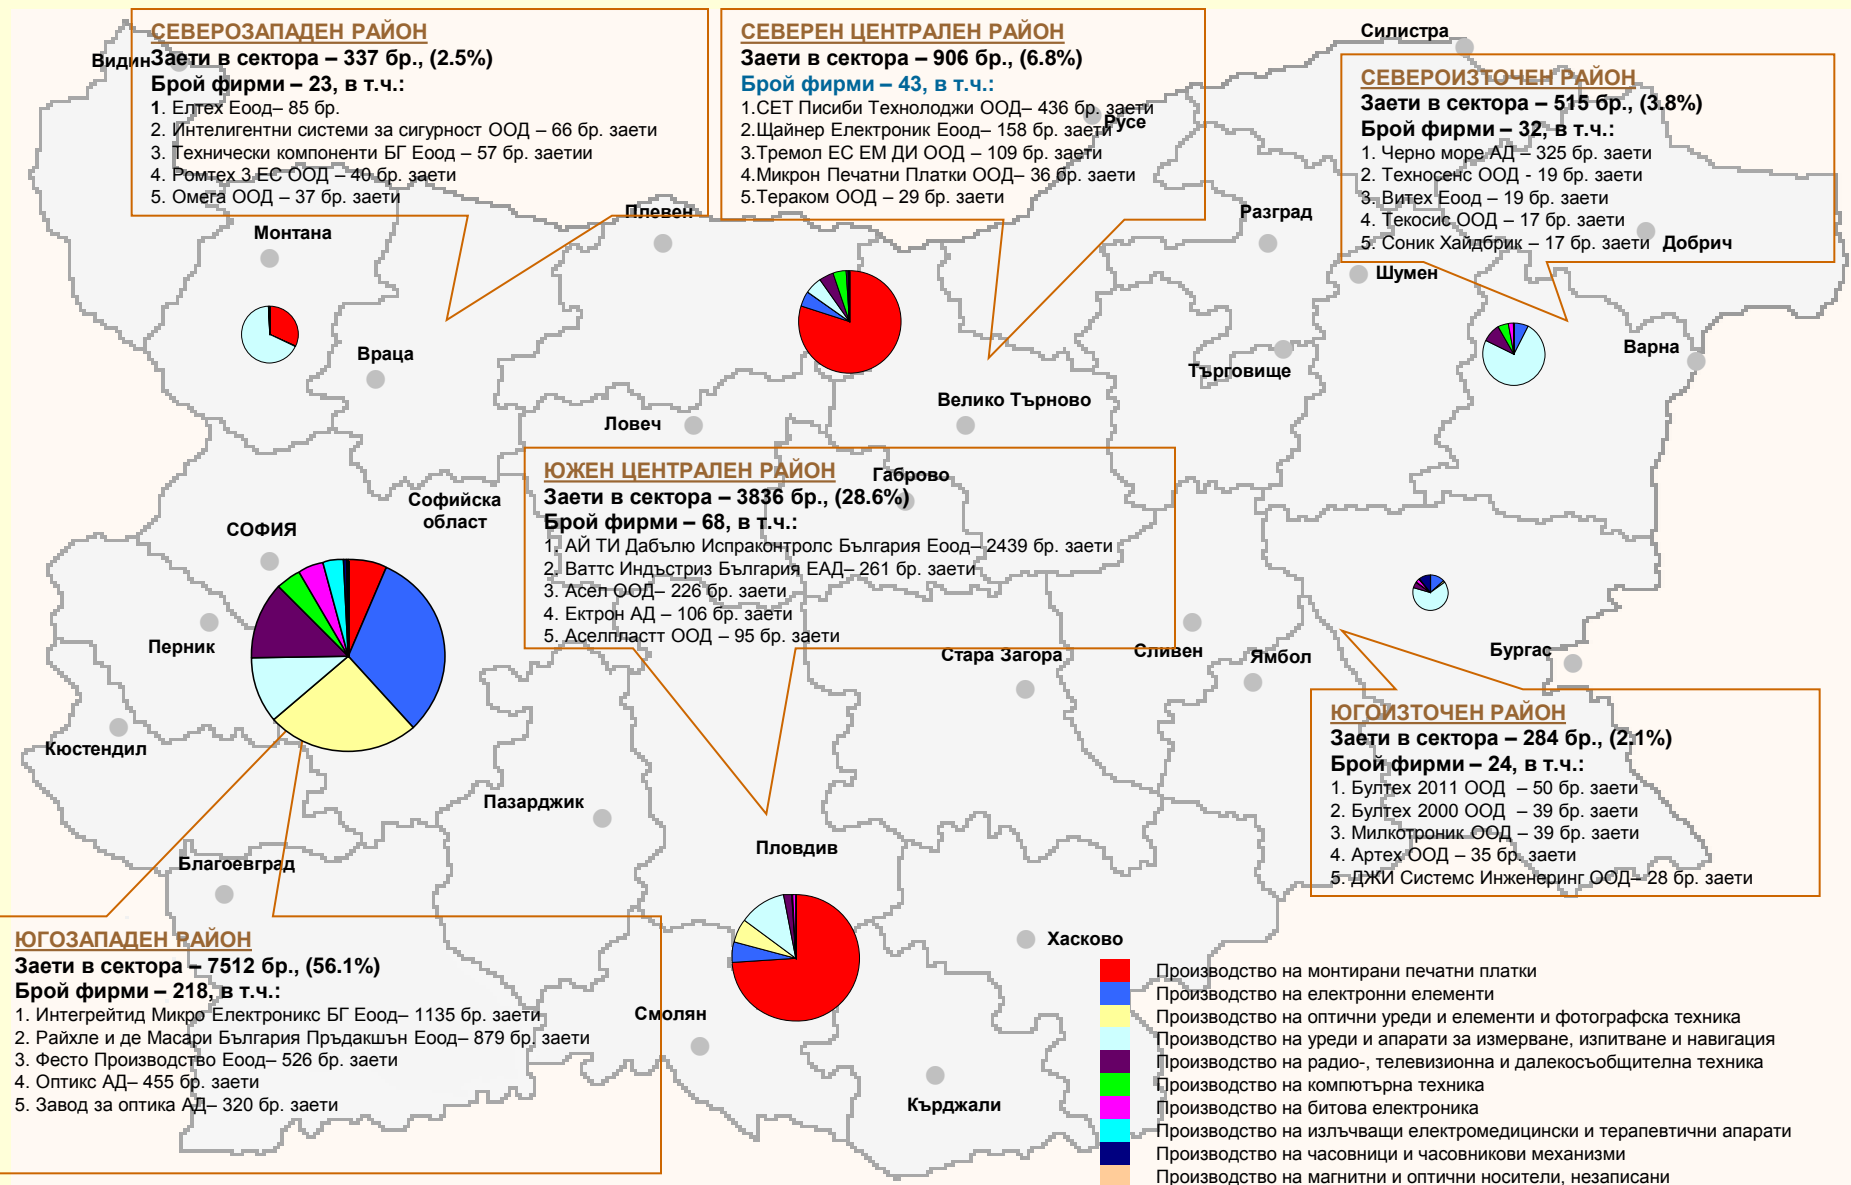 СЕВЕРОЗАПАДЕН РАЙОН
Заети в сектора – 337 бр., (2.5%)
Брой фирми – 23, в т.ч.:
1. Елтех Еоод– 85 бр.
2. Интелигентни системи за сигурност ООД – 66 бр. заети
3. Технически компоненти БГ Еоод – 57 бр. заетии
4. Ромтех 3 ЕС ООД – 40 бр. заети
5. Омега ООД – 37 бр. заети
СЕВЕРЕН ЦЕНТРАЛЕН РАЙОН
Заети в сектора – 906 бр., (6.8%)
Брой фирми – 43, в т.ч.:
1.СЕТ Писиби Технолоджи ООД– 436 бр. заети
2.Щайнер Електроник Еоод– 158 бр. заети
3.Тремол ЕС ЕМ ДИ ООД – 109 бр. заети
4.Микрон Печатни Платки ООД– 36 бр. заети
5.Тераком ООД – 29 бр. заети
СЕВЕРОИЗТОЧЕН РАЙОН
Заети в сектора – 515 бр., (3.8%)
Брой фирми – 32, в т.ч.:
1. Черно море АД – 325 бр. заети
2. Техносенс ООД - 19 бр. заети
3. Витех Еоод – 19 бр. заети
4. Текосис ООД – 17 бр. заети
5. Соник Хайдбрик – 17 бр. заети
Видин
Силистра
Русе
Плевен
Разград
Добрич
Монтана
Шумен
Враца
Търговище
Варна
Велико Търново
Ловеч
Габрово
Софийска
област
СОФИЯ
ЮЖЕН ЦЕНТРАЛЕН РАЙОН
Заети в сектора – 3836 бр., (28.6%)
Брой фирми – 68, в т.ч.:
1. АЙ ТИ Дабълю Испраконтролс България Еоод– 2439 бр. заети
2. Ваттс Индъстриз България ЕАД– 261 бр. заети
3. Асел ООД– 226 бр. заети
4. Ектрон АД – 106 бр. заети
5. Аселпластт ООД – 95 бр. заети
Перник
Стара Загора
Сливен
Ямбол
Бургас
Кюстендил
Пазарджик
Пловдив
Благоевград
Хасково
Смолян
Кърджали
ЮГОИЗТОЧЕН РАЙОН
Заети в сектора – 284 бр., (2.1%)
Брой фирми – 24, в т.ч.:
1. Бултех 2011 ООД – 50 бр. заети
2. Бултех 2000 ООД – 39 бр. заети
3. Милкотроник ООД – 39 бр. заети
4. Артех ООД – 35 бр. заети
5. ДЖИ Системс Инженеринг ООД– 28 бр. заети
ЮГОЗАПАДЕН РАЙОН
Заети в сектора – 7512 бр., (56.1%)
Брой фирми – 218, в т.ч.:
1. Интегрейтид Микро Електроникс БГ Еоод– 1135 бр. заети
2. Райхле и де Масари България Пръдакшън Еоод– 879 бр. заети
3. Фесто Производство Еоод– 526 бр. заети
4. Оптикс АД– 455 бр. заети
5. Завод за оптика АД– 320 бр. заети
Производство на монтирани печатни платки
Производство на електронни елементи
Производство на оптични уреди и елементи и фотографска техника
Производство на уреди и апарати за измерване, изпитване и навигация
Производство на радио-, телевизионна и далекосъобщителна техника
Производство на компютърна техника
Производство на битова електроника
Производство на излъчващи електромедицински и терапевтични апарати
Производство на часовници и часовникови механизми
Производство на магнитни и оптични носители, незаписани